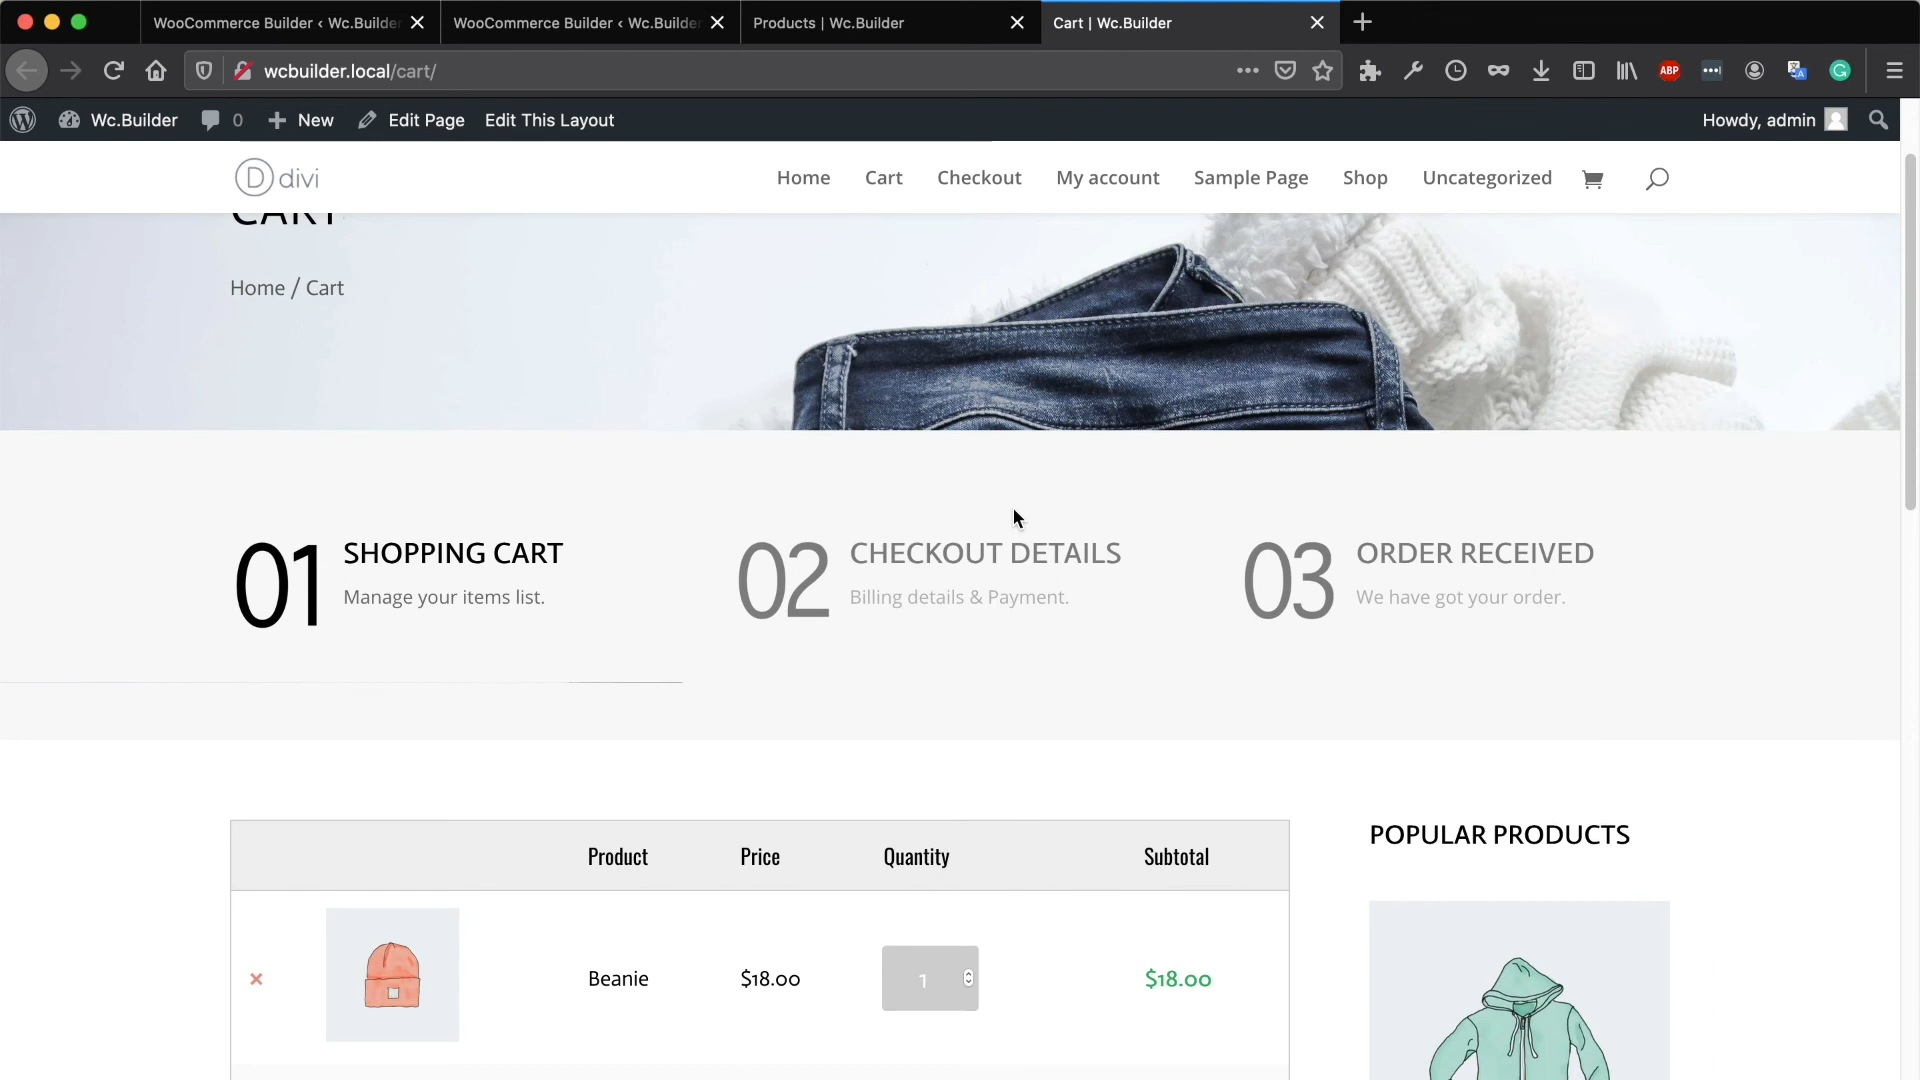 WooCommerce Builder ‹ Wc.Builder
WooCommerce Builder ‹ Wc.Builde
Products | Wc.Builder
Cart | Wc.Builder
wcbuilder.local/cart/
ABP
Wc.Builder
0
New
Edit Page
Edit This Layout
Howdy, admin
D divi
Home
Cart
Checkout
My account
Sample Page
Shop
Uncategorized
CART
Home / Cart
01
SHOPPING CART
Manage your items list.
02
CHECKOUT DETAILS
Billing details & Payment.
03
ORDER RECEIVED
We have got your order.
Product
Price
Quantity
Subtotal
POPULAR PRODUCTS
Beanie
$18.00
1
$18.00